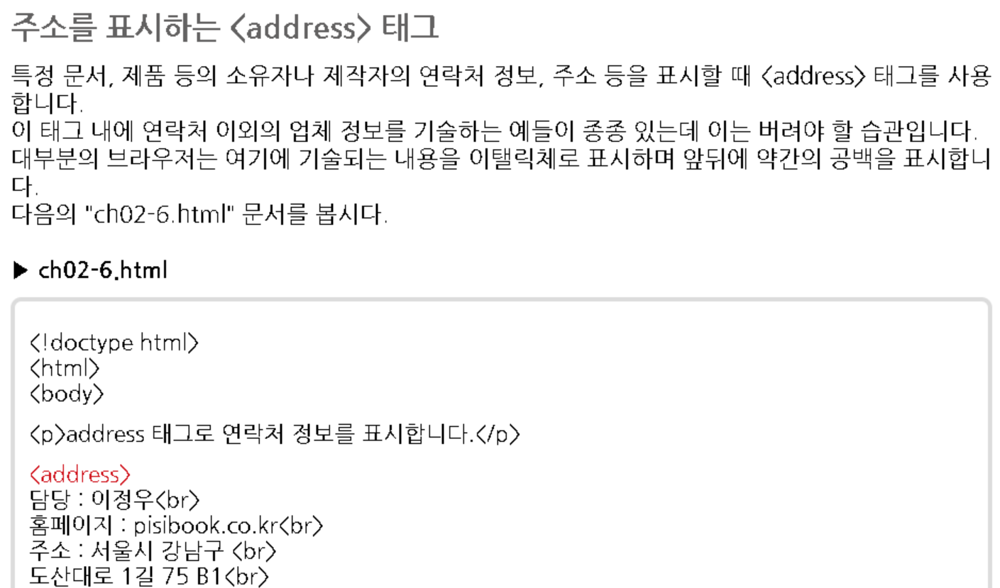 주소를 표시하는 <address> 태그
특정 문서, 제품 등의 소유자나 제작자의 연락처 정보, 주소 등을 표시할 때 <address> 태그를 사용
합니다.
이 태그 내에 연락처 이외의 업체 정보를 기술하는 예들이 종종 있는데 이는 버려야 할 습관입니다.
대부분의 브라우저는 여기에 기술되는 내용을 이탤릭체로 표시하며 앞뒤에 약간의 공백을 표시합니
다.
다음의 "ch02-6.html" 문서를 봅시다.
▶ ch02-6.html
<!doctype html>
<html>
<body>
<p>address 태그로 연락처 정보를 표시합니다.</p>
<address>
담당 : 이정우<br>
홈페이지 : pisibook.co.kr<br>
주소 : 서울시 강남구 <br>
도산대로 1길 75 B1<br>